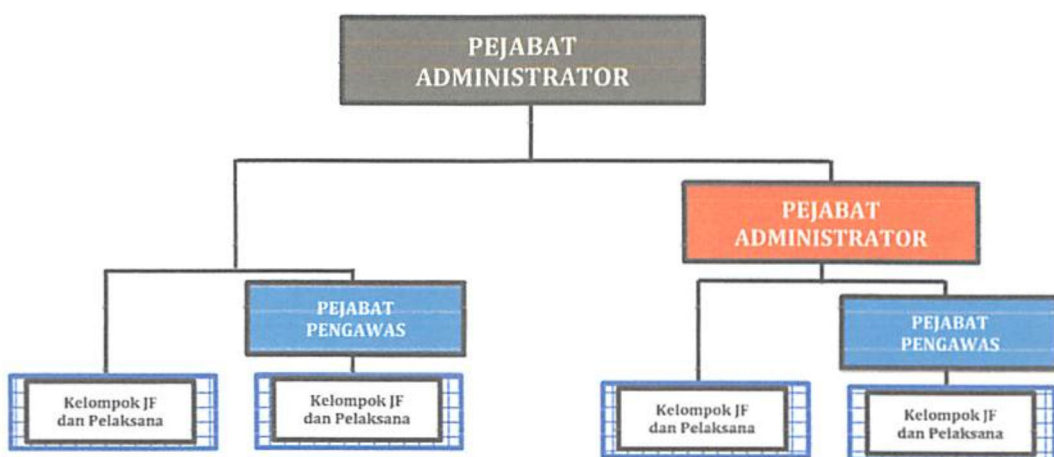 PEJABAT
ADMINISTRATOR
PEJABAT
ADMINISTRATOR
PEJABAT
PENGAWAS
PEJABAT
PENGAWAS
Kelompok JF
dan Pelaksana
Kelompok JF
dan Pelaksana
Kelompok JF
dan Pelaksana
Kelompok JF
dan Pelaksana